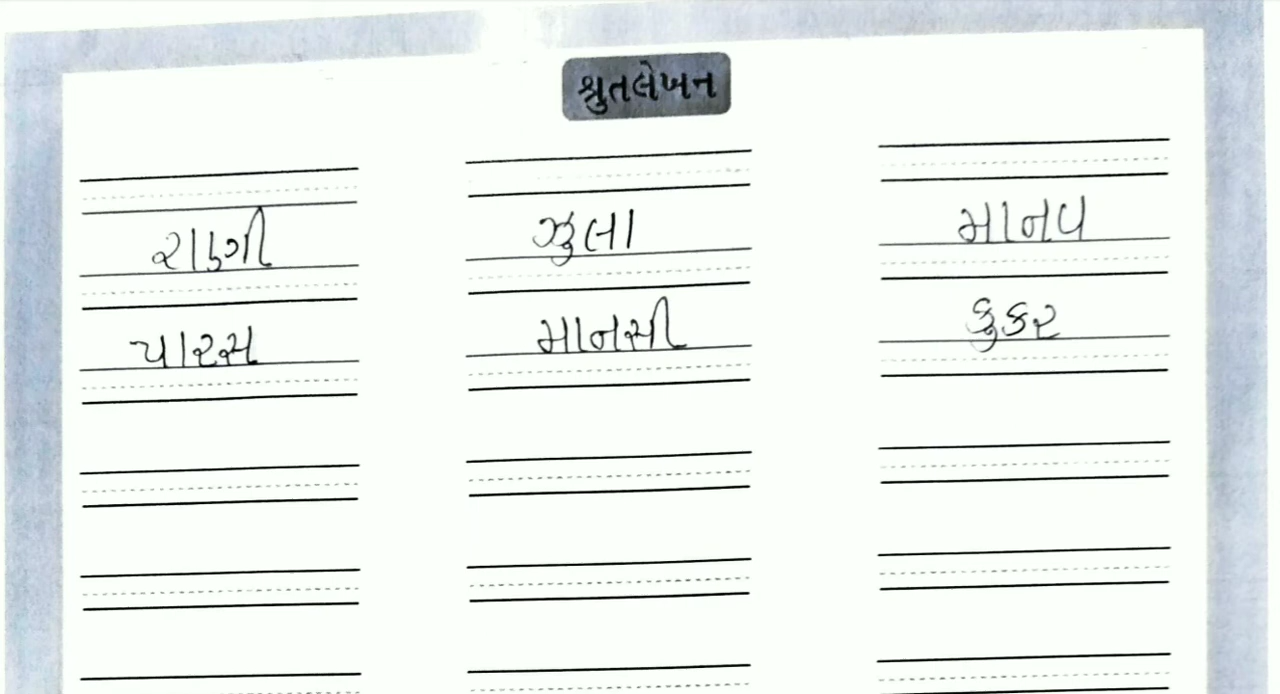 શ્રુતલેખન
રાણી ઝુલા માનવ
પારસ માનસી કુકર